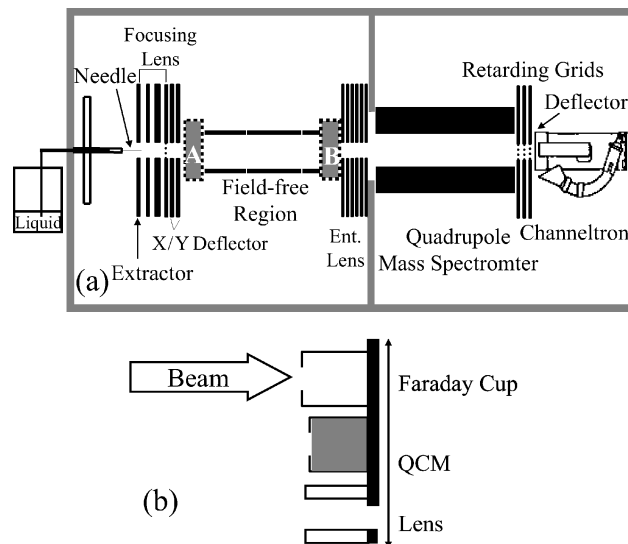 Focusing
Lens
Needle
Retarding Grids
Deflector
A
B
Field-free
Region
Liquid
X/Y Deflector
Extractor
Ent.
Lens
Quadrupole
Mass Spectromter
Channeltron
(a)
Beam
Faraday Cup
QCM
Lens
(b)